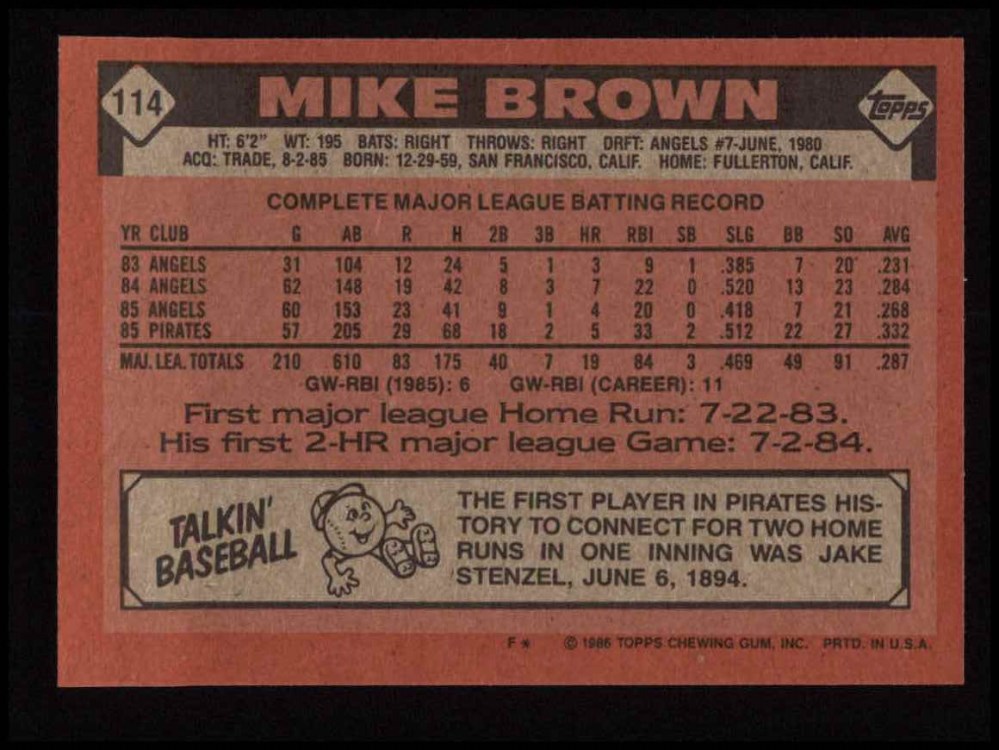 114 MIKE BROWN TOPPS
HT: 6'2" WT: 195 BATS: RIGHT THROWS: RIGHT DRFT: ANGELS #7-JUNE, 1980
ACQ: TRADE, 8-2-85 BORN: 12-29-59, SAN FRANCISCO, CALIF. HOME: FULLERTON, CALIF.
COMPLETE MAJOR LEAGUE BATTING RECORD
YR CLUB G AB R H 2B 3B HR RBI SB SLG BB SO AVG
83 ANGELS 31 104 12 24 5 1 3 9 1 .385 7 20 .231
84 ANGELS 62 148 19 42 8 3 7 22 0 .520 13 23 .284
85 ANGELS 60 153 23 41 9 1 4 20 0 .418 7 21 .268
85 PIRATES 57 205 29 68 18 2 5 33 2 .512 22 27 .332
MAJ. LEA. TOTALS 210 610 83 175 40 7 19 84 3 .469 49 91 .287
GW-RBI (1985): 6 GW-RBI (CAREER): 11
First major league Home Run: 7-22-83.
His first 2-HR major league Game: 7-2-84.
TALKIN'
BASEBALL
THE FIRST PLAYER IN PIRATES HIS-
TORY TO CONNECT FOR TWO HOME
RUNS IN ONE INNING WAS JAKE
STENZEL, JUNE 6, 1894.
F * © 1986 TOPPS CHEWING GUM, INC. PRTD. IN U.S.A.